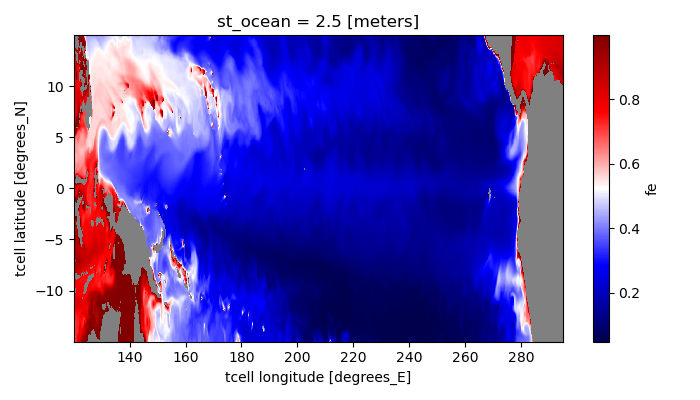 st_ocean = 2.5 [meters]
10
5
0
−5
−10
tcell latitude [degrees_N]
140 160 180 200 220 240 260 280
tcell longitude [degrees_E]
0.8
0.6
0.4
0.2
fe